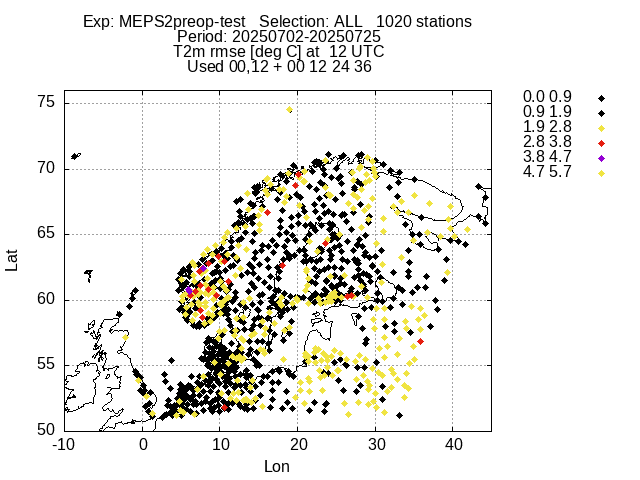 Exp: MEPS2preop-test   Selection: ALL   1020 stations
Period: 20250702-20250725
T2m rmse [deg C] at  12 UTC
Used 00,12 + 00 12 24 36
0.0 0.9
0.9 1.9
1.9 2.8
2.8 3.8
3.8 4.7
4.7 5.7
75
70
65
60
55
50
Lat
-10 0 10 20 30 40
Lon